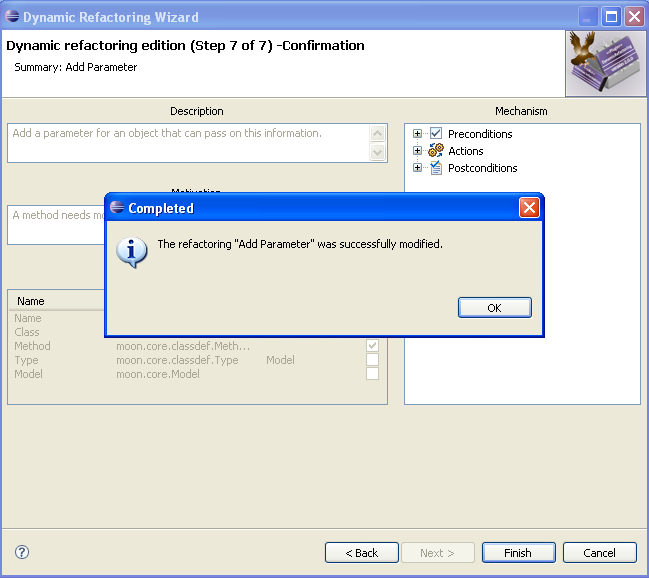 Dynamic Refactoring Wizard
Dynamic refactoring edition (Step 7 of 7) -Confirmation
Summary: Add Parameter
Description
Mechanism
Add a parameter for an object that can pass on this information.
Preconditions
Actions
Postconditions
A method needs
Completed
The refactoring "Add Parameter" was successfully modified.
OK
Name
Name
Class
Method moon.core.classdef.Meth...
Type moon.core.classdef.Type Model
Model moon.core.Model
< Back
Next >
Finish
Cancel